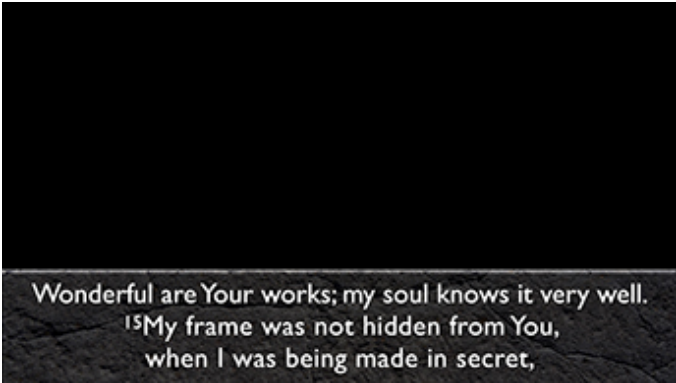 Wonderful are Your works; my soul knows it very well.
¹⁵My frame was not hidden from You,
when I was being made in secret,